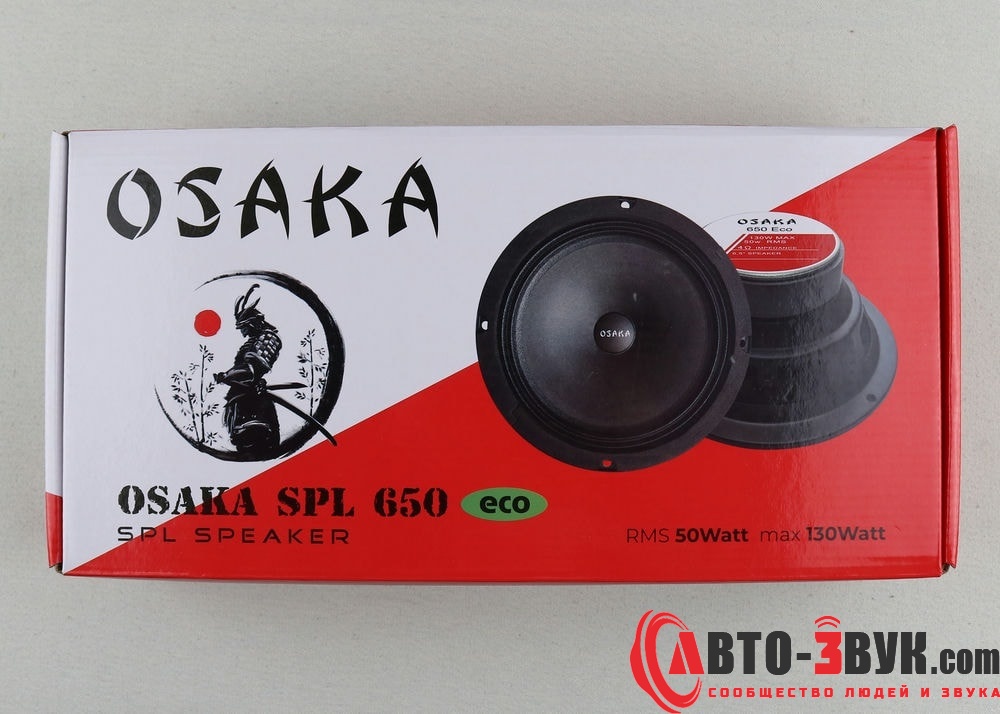 OSAKA
OSAKA
650 Eco
130W MAX
50w RMS
4Ω IMPEDANCE
6,5" SPEAKER
OSAKA
OSAKA SPL 650 eco
SPL SPEAKER
RMS 50Watt max 130Watt
АВТО-ЗВУК.com
СООБЩЕСТВО ЛЮДЕЙ И ЗВУКА